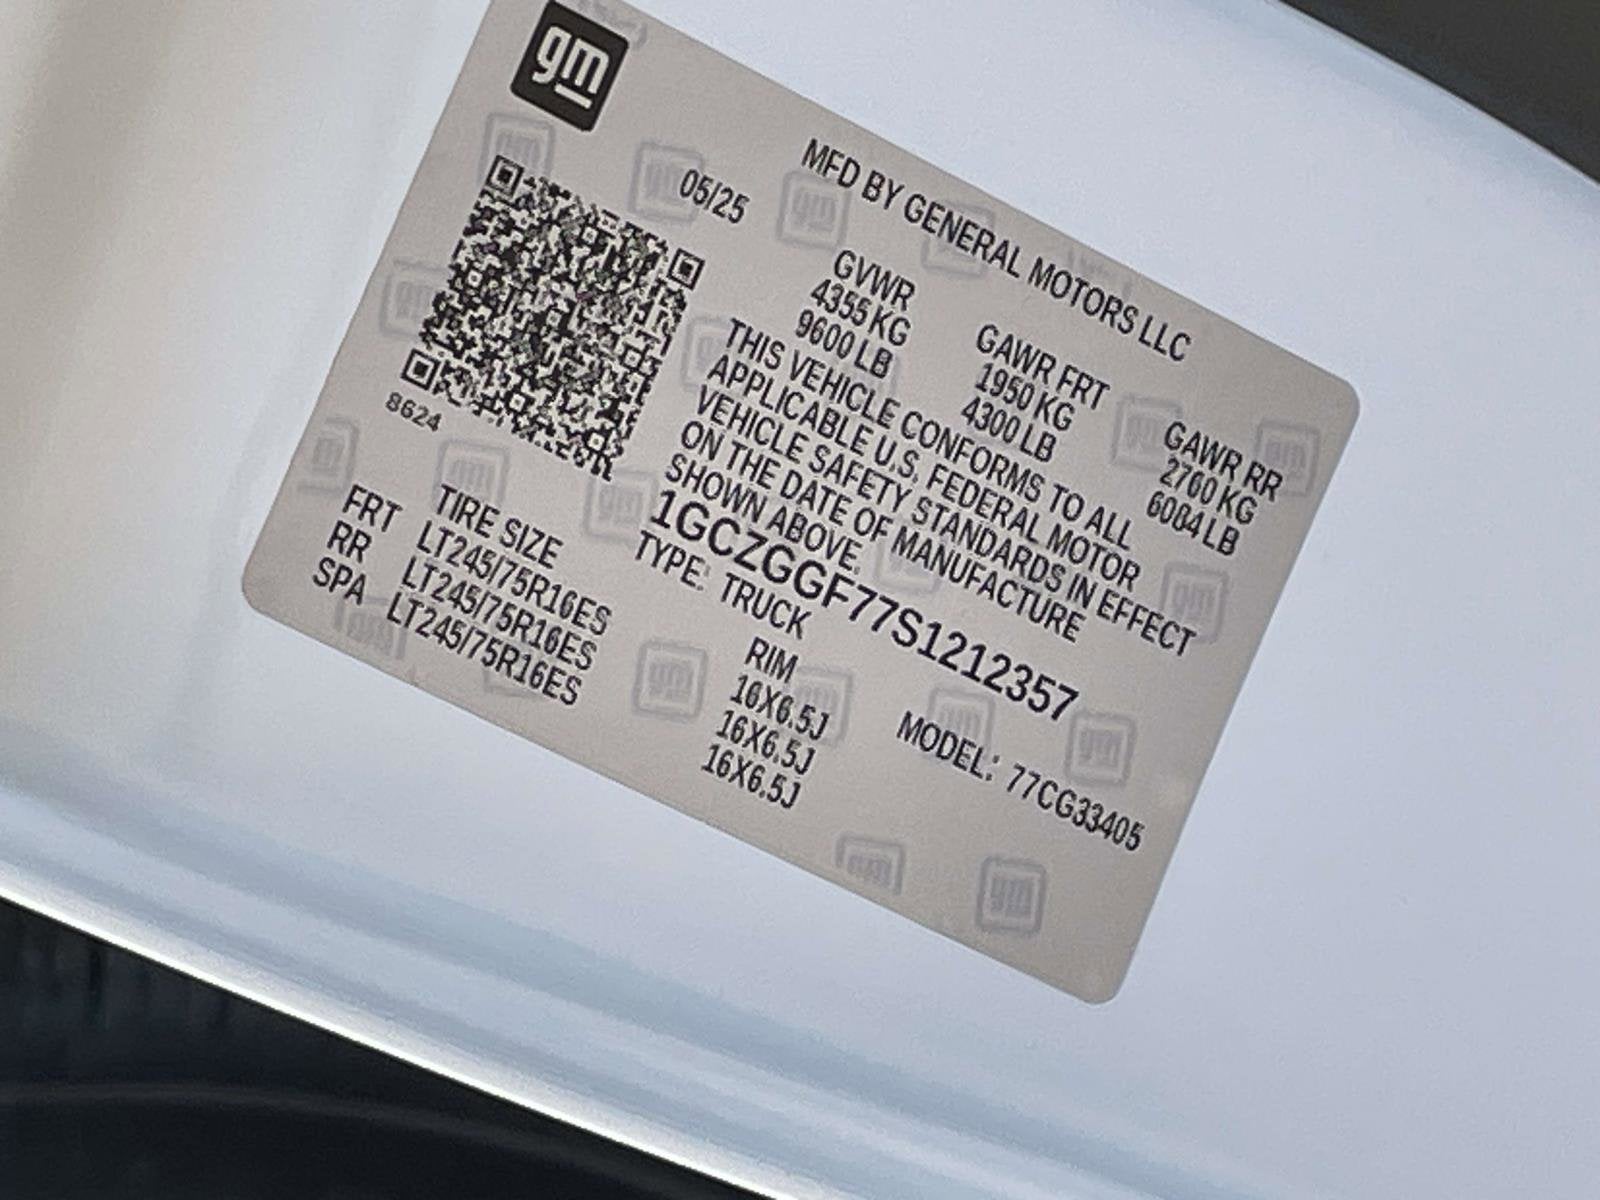 gm
MFD BY GENERAL MOTORS LLC
05/25
GVWR GAWR FRT GAWR RR
4355 KG 1950 KG 2760 KG
9600 LB 4300 LB 6084 LB
THIS VEHICLE CONFORMS TO ALL
APPLICABLE U.S. FEDERAL MOTOR
VEHICLE SAFETY STANDARDS IN EFFECT
ON THE DATE OF MANUFACTURE
SHOWN ABOVE.
8624
1GCZGGF77S1212357
TYPE: TRUCK MODEL: 77CG33405
TIRE SIZE RIM
FRT LT245/75R16ES 16X6.5J
RR LT245/75R16ES 16X6.5J
SPA LT245/75R16ES 16X6.5J